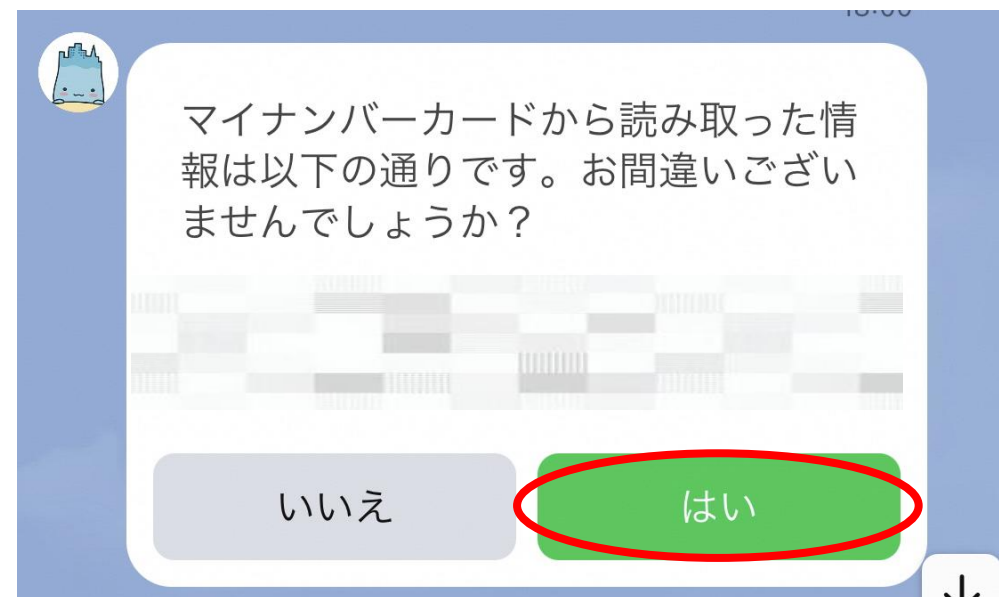 マイナンバーカードから読み取った情
報は以下の通りです。お間違いござい
ませんでしょうか？
いいえ
はい